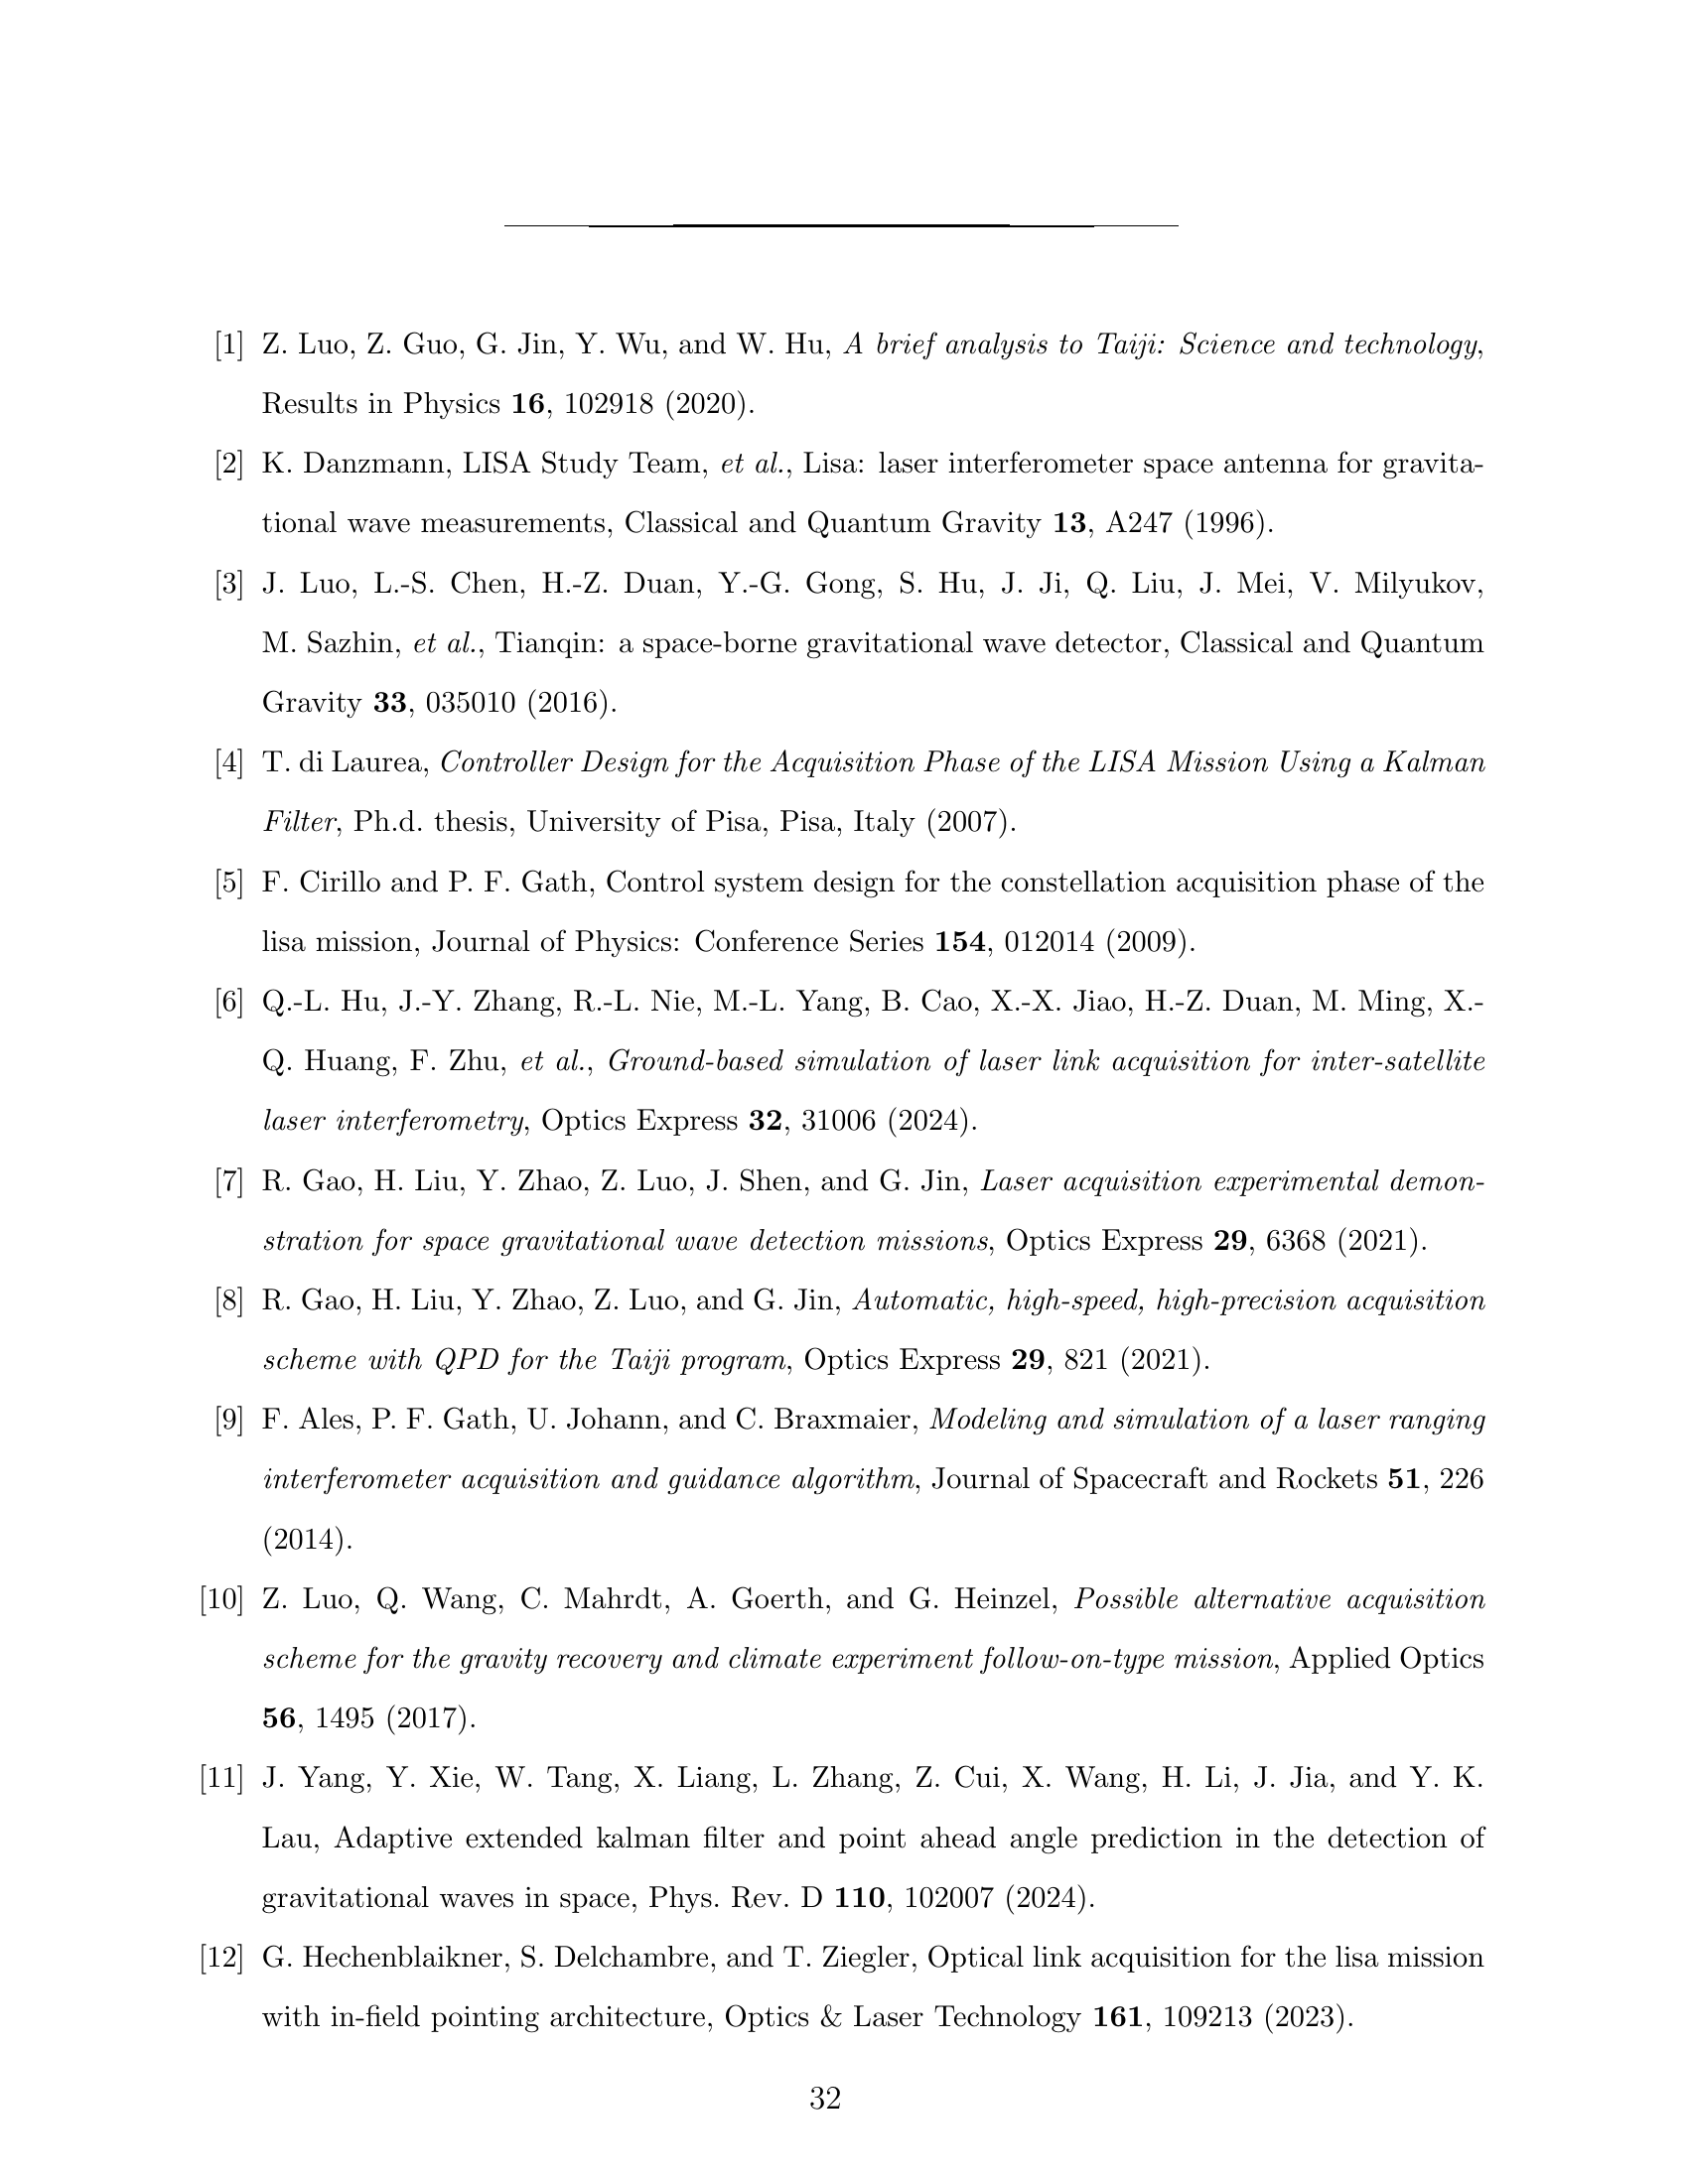 [1] Z. Luo, Z. Guo, G. Jin, Y. Wu, and W. Hu, A brief analysis to Taiji: Science and technology,
Results in Physics 16, 102918 (2020).
[2] K. Danzmann, LISA Study Team, et al., Lisa: laser interferometer space antenna for gravita-
tional wave measurements, Classical and Quantum Gravity 13, A247 (1996).
[3] J. Luo, L.-S. Chen, H.-Z. Duan, Y.-G. Gong, S. Hu, J. Ji, Q. Liu, J. Mei, V. Milyukov,
M. Sazhin, et al., Tianqin: a space-borne gravitational wave detector, Classical and Quantum
Gravity 33, 035010 (2016).
[4] T. di Laurea, Controller Design for the Acquisition Phase of the LISA Mission Using a Kalman
Filter, Ph.d. thesis, University of Pisa, Pisa, Italy (2007).
[5] F. Cirillo and P. F. Gath, Control system design for the constellation acquisition phase of the
lisa mission, Journal of Physics: Conference Series 154, 012014 (2009).
[6] Q.-L. Hu, J.-Y. Zhang, R.-L. Nie, M.-L. Yang, B. Cao, X.-X. Jiao, H.-Z. Duan, M. Ming, X.-
Q. Huang, F. Zhu, et al., Ground-based simulation of laser link acquisition for inter-satellite
laser interferometry, Optics Express 32, 31006 (2024).
[7] R. Gao, H. Liu, Y. Zhao, Z. Luo, J. Shen, and G. Jin, Laser acquisition experimental demon-
stration for space gravitational wave detection missions, Optics Express 29, 6368 (2021).
[8] R. Gao, H. Liu, Y. Zhao, Z. Luo, and G. Jin, Automatic, high-speed, high-precision acquisition
scheme with QPD for the Taiji program, Optics Express 29, 821 (2021).
[9] F. Ales, P. F. Gath, U. Johann, and C. Braxmaier, Modeling and simulation of a laser ranging
interferometer acquisition and guidance algorithm, Journal of Spacecraft and Rockets 51, 226
(2014).
[10] Z. Luo, Q. Wang, C. Mahrdt, A. Goerth, and G. Heinzel, Possible alternative acquisition
scheme for the gravity recovery and climate experiment follow-on-type mission, Applied Optics
56, 1495 (2017).
[11] J. Yang, Y. Xie, W. Tang, X. Liang, L. Zhang, Z. Cui, X. Wang, H. Li, J. Jia, and Y. K.
Lau, Adaptive extended kalman filter and point ahead angle prediction in the detection of
gravitational waves in space, Phys. Rev. D 110, 102007 (2024).
[12] G. Hechenblaikner, S. Delchambre, and T. Ziegler, Optical link acquisition for the lisa mission
with in-field pointing architecture, Optics & Laser Technology 161, 109213 (2023).
32